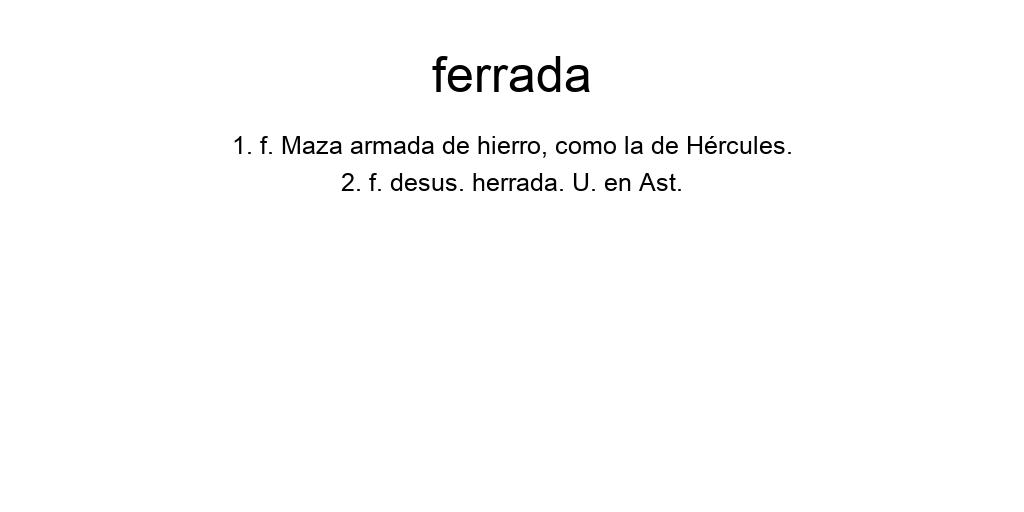 ferrada
1. f. Maza armada de hierro, como la de Hércules.
2. f. desus. herrada. U. en Ast.